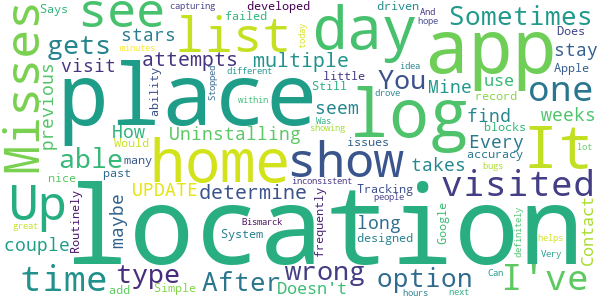 Says capturing developed driven And hope today
Misses see list day app Sometimes
gets stars failed minutes Does
visit attempts multiple idea You stay Apple
previous place ability Stopped different little Still within log Mine use record one
How Uninstalling seem drove find weeks
able many Would home show Was showing issues Every blocks lot It
past nice UPDATE determine takes accuracy bugs visited
Up maybe Routinely location inconsistent Tracking people
couple System Bismarck frequently long designed Google definitely helps Contact
great time type After wrong option Very I've
add Simple Doesn't hours Can next